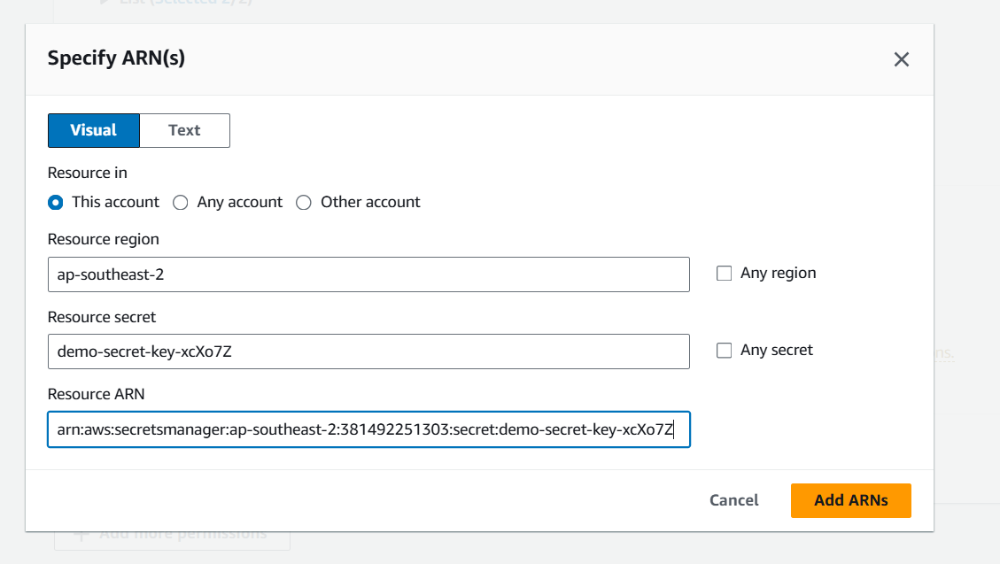 List (Selected 2/2)
Specify ARN(s)
Visual Text
Resource in
This account Any account Other account
Resource region
ap-southeast-2 Any region
Resource secret
demo-secret-key-xcXo7Z Any secret
Resource ARN
arn:aws:secretsmanager:ap-southeast-2:381492251303:secret:demo-secret-key-xcXo7Z
Cancel Add ARNs
Add more permissions